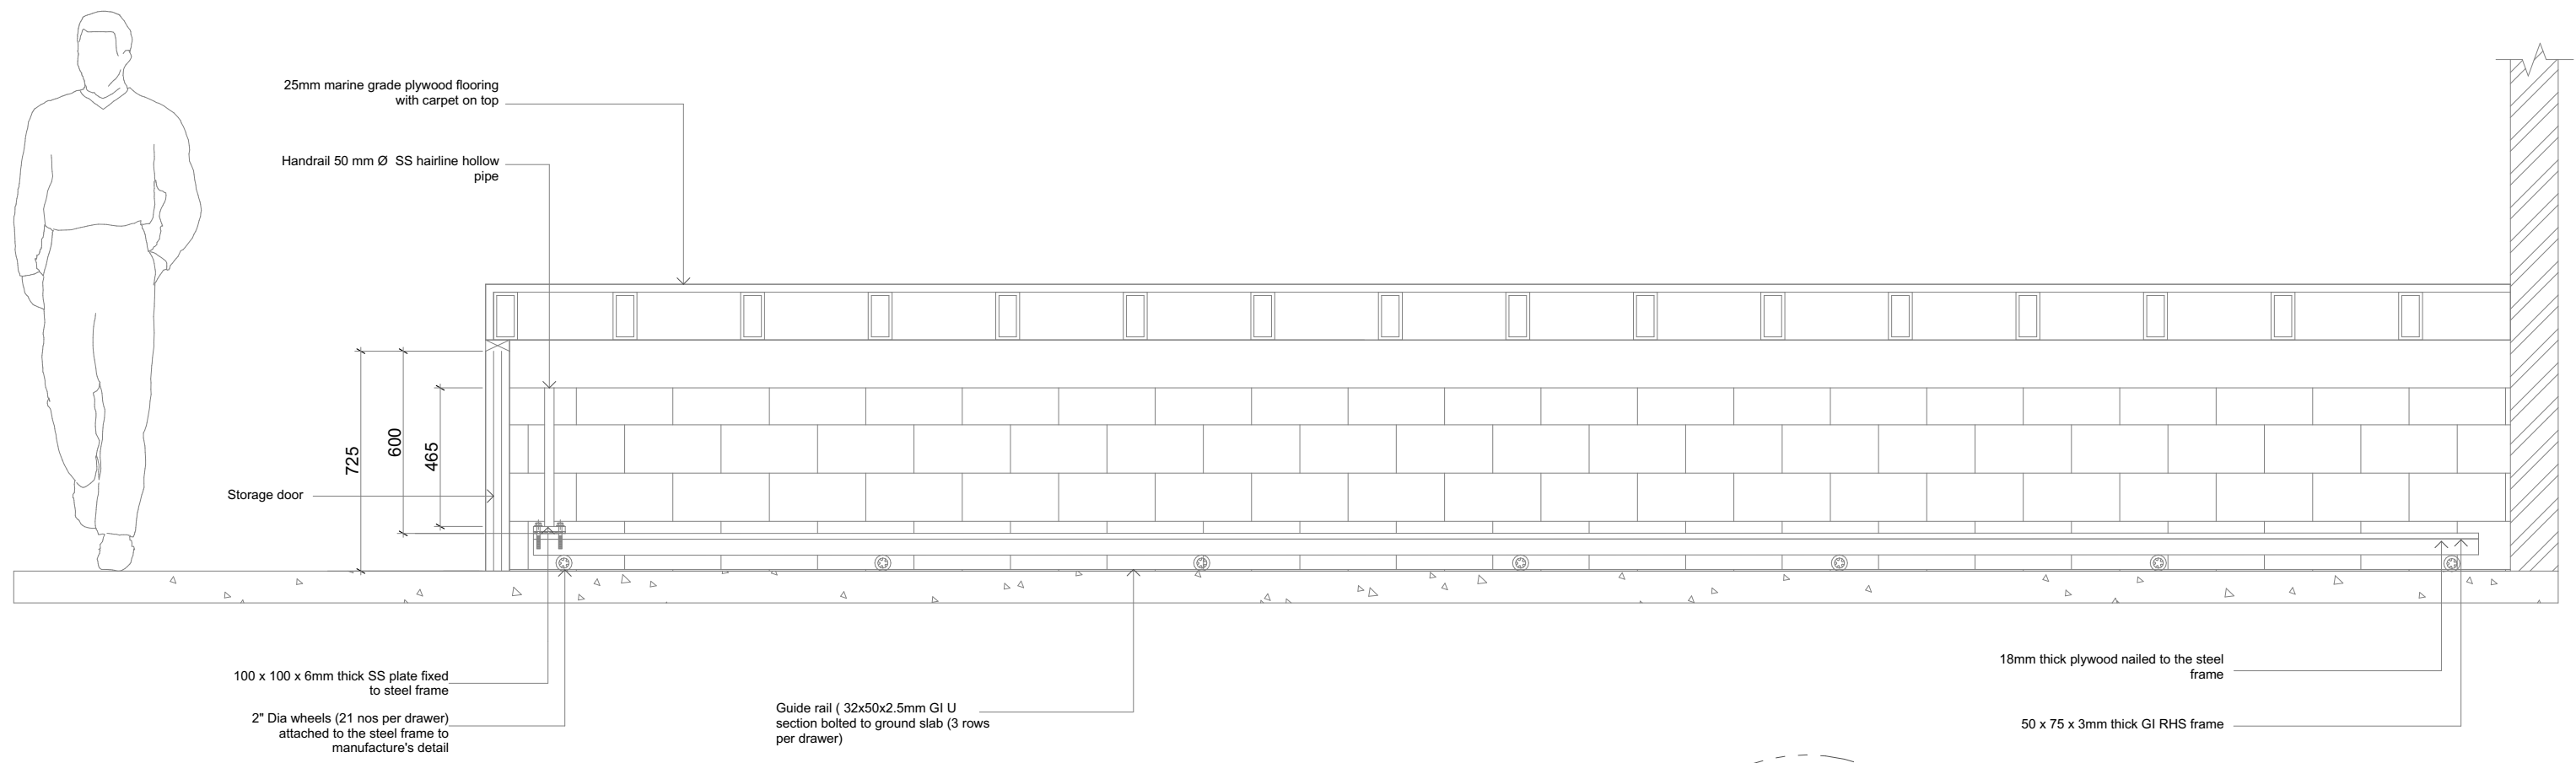 25mm marine grade plywood flooring
with carpet on top
Handrail 50 mm Ø SS hairline hollow
pipe
725
600
465
Storage door
100 x 100 x 6mm thick SS plate fixed
to steel frame
2" Dia wheels (21 nos per drawer)
attached to the steel frame to
manufacture's detail
Guide rail ( 32x50x2.5mm GI U
section bolted to ground slab (3 rows
per drawer)
18mm thick plywood nailed to the steel
frame
50 x 75 x 3mm thick GI RHS frame